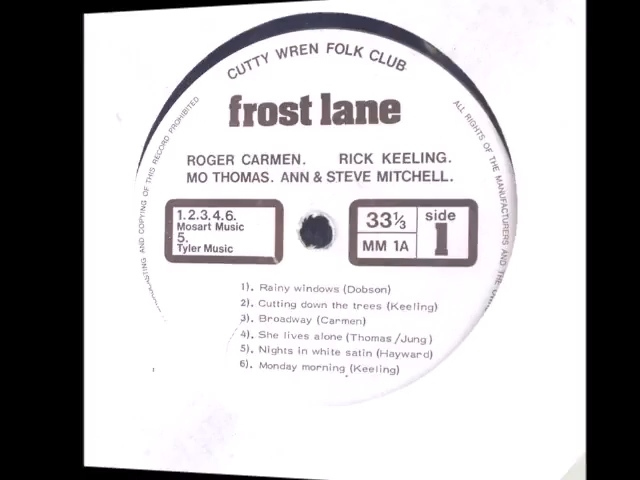 CUTTY WREN FOLK CLUB
frost lane
ROGER CARMEN. RICK KEELING.
MO THOMAS. ANN & STEVE MITCHELL.
1.2.3.4.6.
Mosart Music
5.
Tyler Music
33⅓
MM 1A
side
1
1). Rainy windows (Dobson)
2). Cutting down the trees (Keeling)
3). Broadway (Carmen)
4). She lives alone (Thomas/Jung)
5). Nights in white satin (Hayward)
6). Monday morning (Keeling)
AND COPYING OF THIS RECORD PROHIBITED
ALL RIGHTS OF THE MANUFACTURERS AND THE